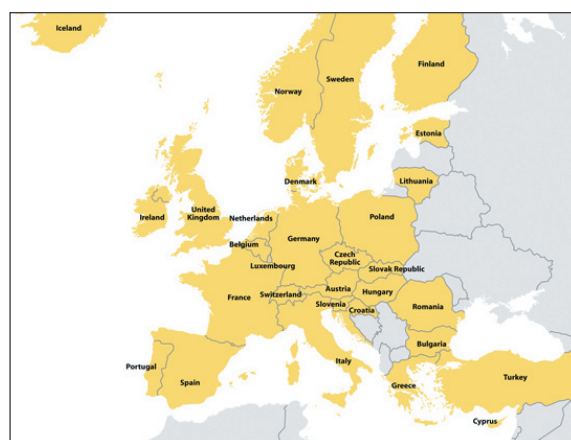 Iceland
Finland
Sweden
Norway
Estonia
Denmark
Lithuania
United
Kingdom
Ireland
Netherlands
Poland
Belgium
Germany
Czech
Republic
Luxembourg
Slovak Republic
Austria
Hungary
France
Switzerland
Slovenia
Croatia
Romania
Bulgaria
Italy
Portugal
Spain
Greece
Turkey
Cyprus